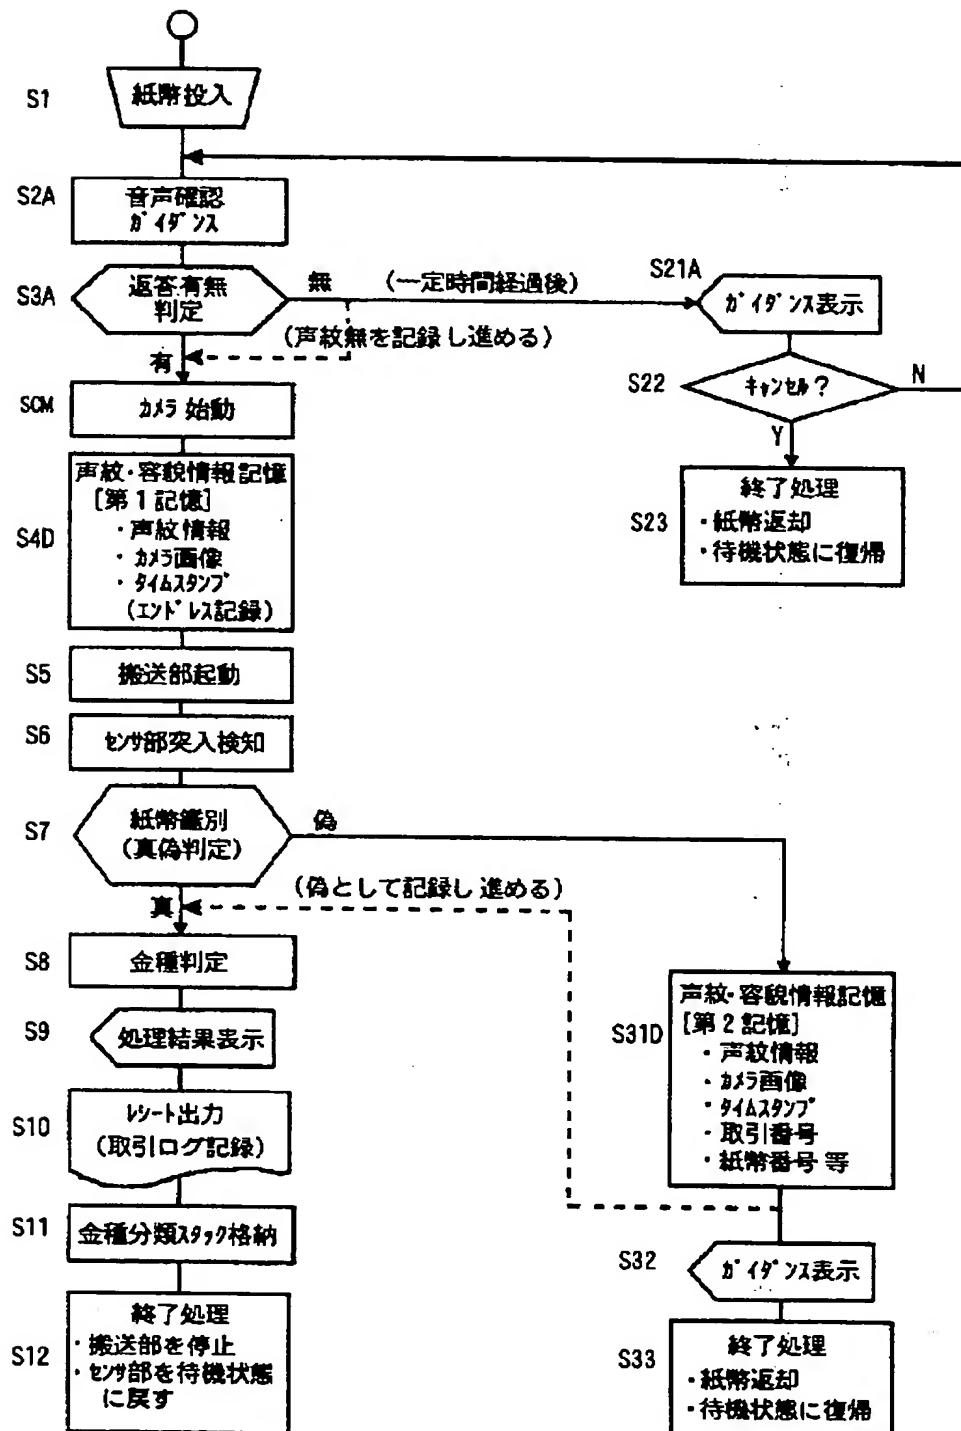 S1
紙幣投入
S2A
音声確認
ガイダンス
S3A
返答有無
判定
無
(一定時間経過後)
(声紋無を記録し進める)
有
S21A
ガイダンス表示
S22
キャンセル?
N
Y
S23
終了処理
・紙幣返却
・待機状態に復帰
SCM
カメラ始動
S4D
声紋・容貌情報記憶
[第1記憶]
・声紋情報
・カメラ画像
・タイムスタンプ
(エンドレス記録)
S5
搬送部起動
S6
センサ部突入検知
S7
紙幣鑑別
(真偽判定)
偽
(偽として記録し進める)
真
S8
金種判定
S9
処理結果表示
S10
レシート出力
(取引ログ記録)
S11
金種分類スタック格納
S12
終了処理
・搬送部を停止
・センサ部を待機状態
に戻す
S31D
声紋・容貌情報記憶
[第2記憶]
・声紋情報
・カメラ画像
・タイムスタンプ
・取引番号
・紙幣番号等
S32
ガイダンス表示
S33
終了処理
・紙幣返却
・待機状態に復帰